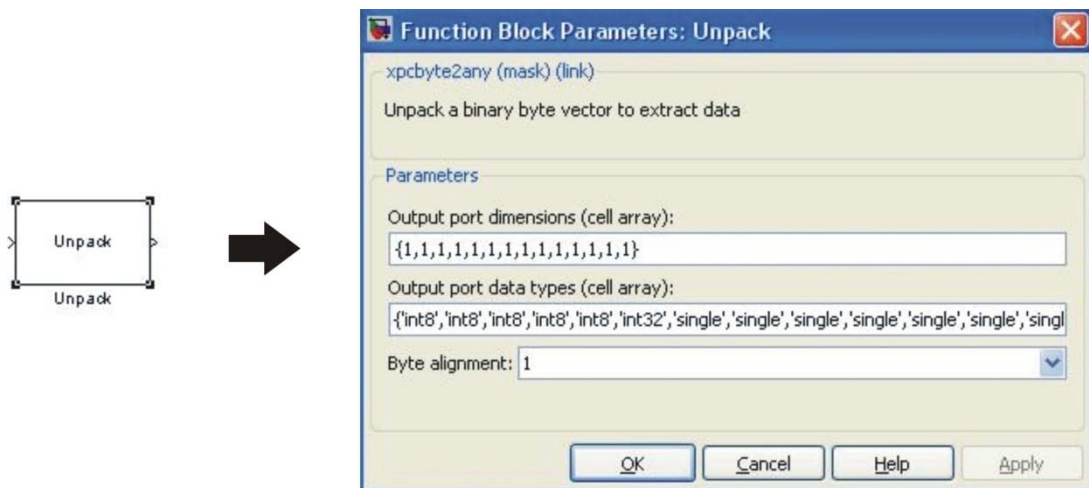 Unpack
Unpack
Function Block Parameters: Unpack
xpcbyte2any (mask) (link)
Unpack a binary byte vector to extract data
Parameters
Output port dimensions (cell array):
{1,1,1,1,1,1,1,1,1,1,1,1,1,1}
Output port data types (cell array):
{'int8','int8','int8','int8','int8','int32','single','single','single','single','single','single','singl
Byte alignment: 1
OK Cancel Help Apply